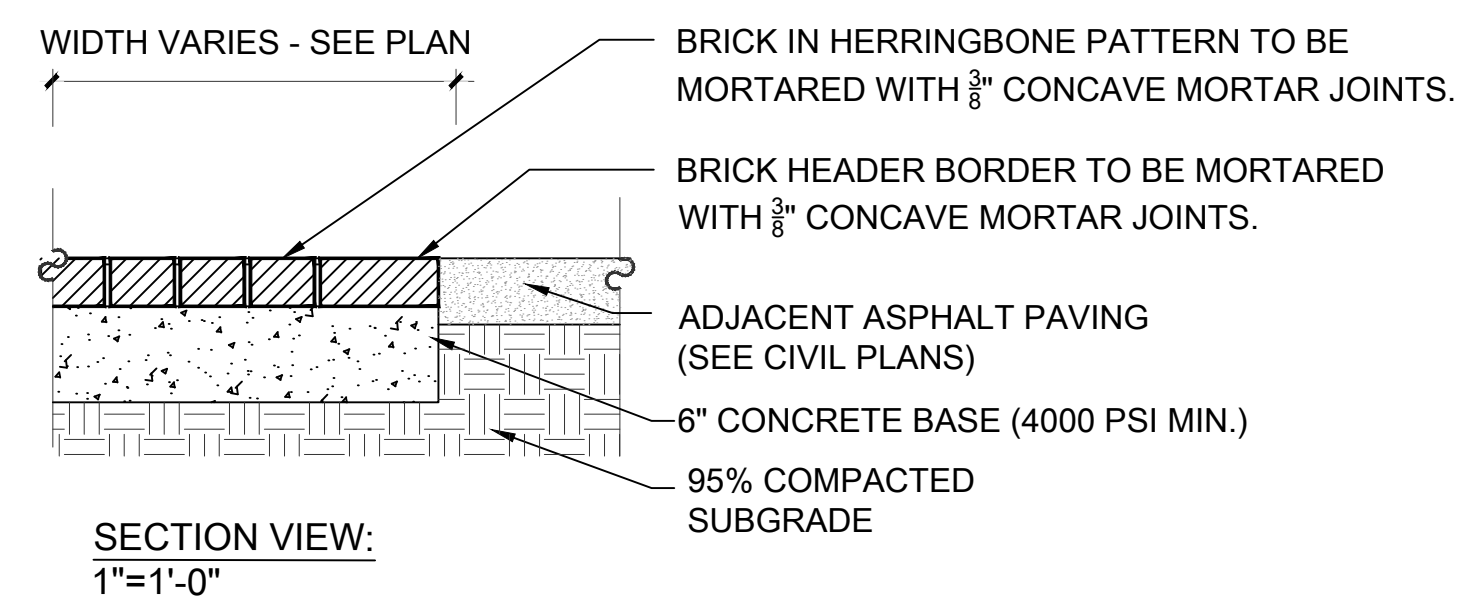 WIDTH VARIES - SEE PLAN
BRICK IN HERRINGBONE PATTERN TO BE
MORTARED WITH 3/8" CONCAVE MORTAR JOINTS.
BRICK HEADER BORDER TO BE MORTARED
WITH 3/8" CONCAVE MORTAR JOINTS.
ADJACENT ASPHALT PAVING
(SEE CIVIL PLANS)
6" CONCRETE BASE (4000 PSI MIN.)
95% COMPACTED
SUBGRADE
SECTION VIEW:
1"=1'-0"